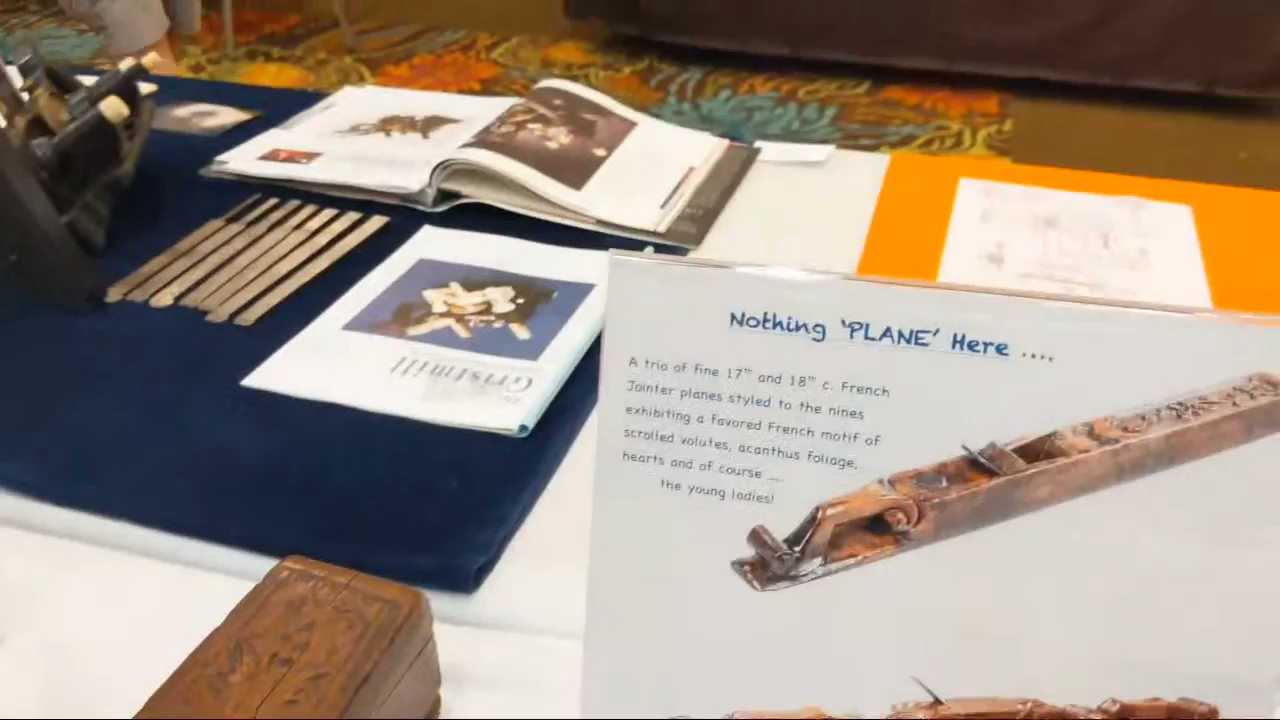 Nothing 'PLANE' Here ....
A trio of fine 17th and 18th c. French
Jointer planes styled to the nines
exhibiting a favored French motif of
scrolled volutes, acanthus foliage,
hearts and of course ...
the young ladies!
Gristmill